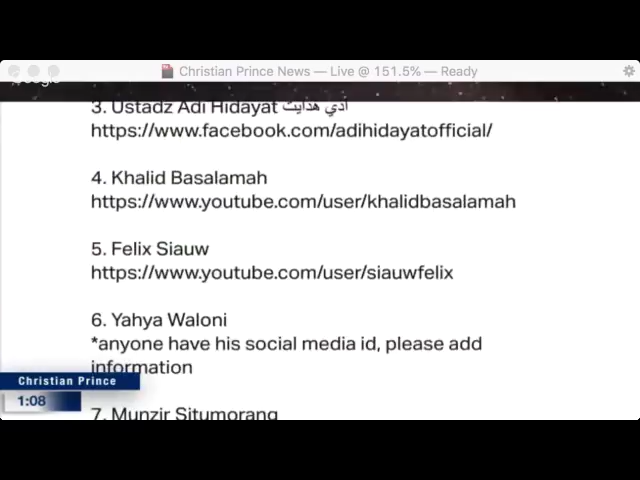 Christian Prince News — Live @ 151.5% — Ready
Google
3. Ustadz Adi Hidayat أدي هدايت
https://www.facebook.com/adihidayatofficial/
4. Khalid Basalamah
https://www.youtube.com/user/khalidbasalamah
5. Felix Siauw
https://www.youtube.com/user/siauwfelix
6. Yahya Waloni
*anyone have his social media id, please add
information
Christian Prince
1:08
7. Munzir Situmorang